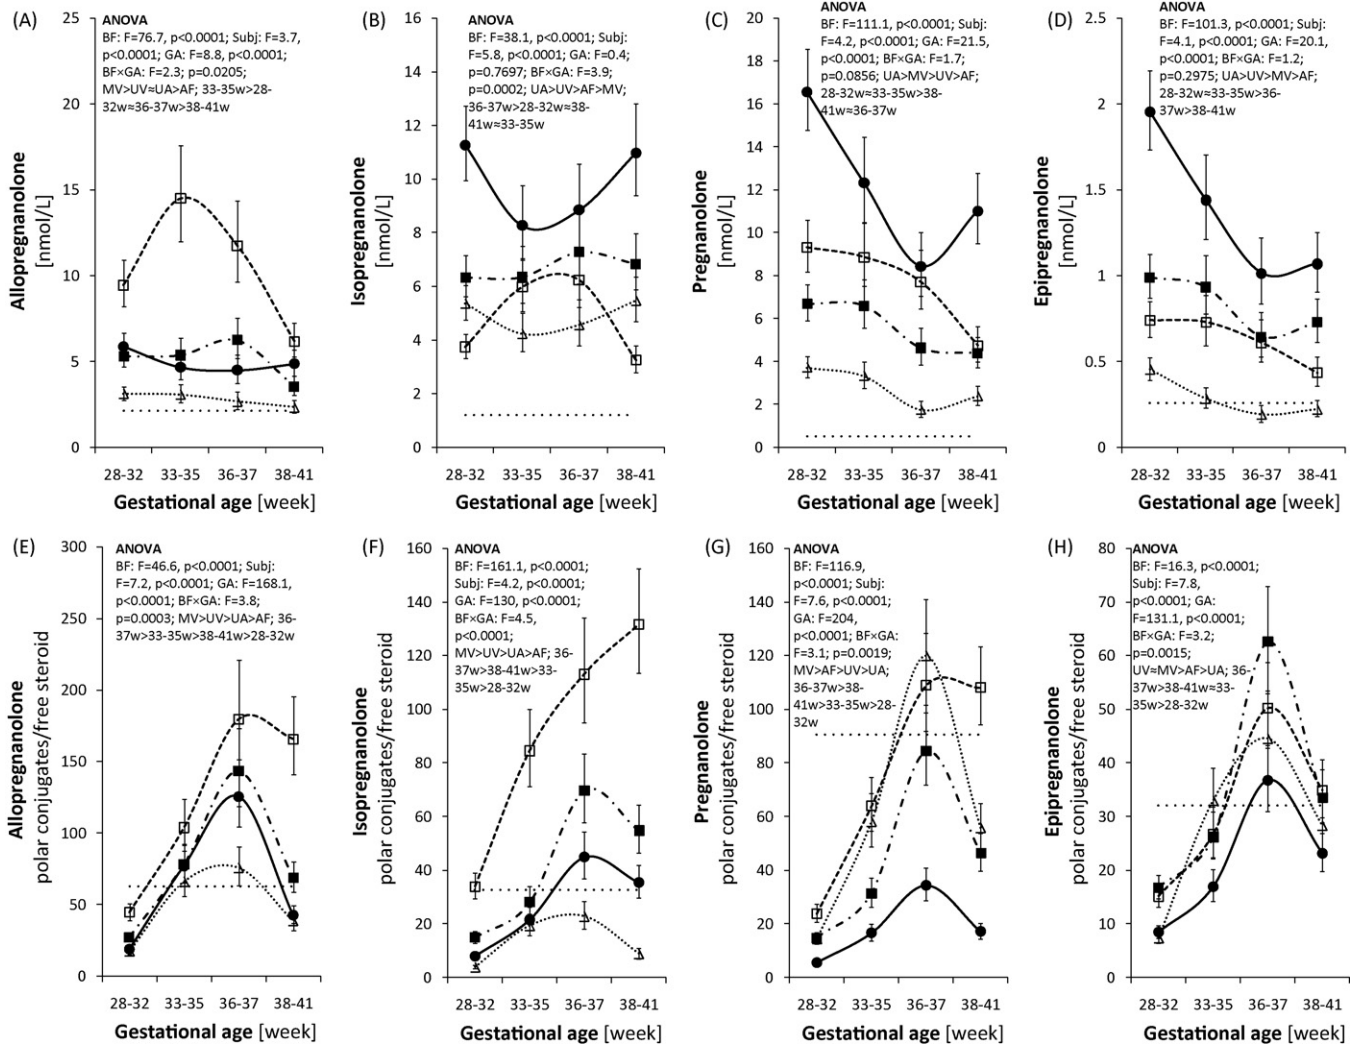 (A)
ANOVA
BF: F=76.7, p<0.0001; Subj: F=3.7,
p<0.0001; GA: F=8.8, p<0.0001;
BF×GA: F=2.3; p=0.0205;
MV>UV≈UA>AF; 33-35w>28-
32w≈36-37w>38-41w
25
20
15
10
5
0
Allopregnanolone
[nmol/L]
28-32 33-35 36-37 38-41
Gestational age [week]
(B)
ANOVA
BF: F=38.1, p<0.0001; Subj:
F=5.8, p<0.0001; GA: F=0.4;
p=0.7697; BF×GA: F=3.9;
p=0.0002; UA>UV>AF>MV;
36-37w>28-32w≈38-
41w≈33-35w
16
14
12
10
8
6
4
2
0
Isopregnanolone
[nmol/L]
28-32 33-35 36-37 38-41
Gestational age [week]
(C)
ANOVA
BF: F=111.1, p<0.0001; Subj:
F=4.2, p<0.0001; GA: F=21.5,
p<0.0001; BF×GA: F=1.7;
p=0.0856; UA>MV>UV>AF;
28-32w≈33-35w>38-
41w≈36-37w
20
18
16
14
12
10
8
6
4
2
0
Pregnanolone
[nmol/L]
28-32 33-35 36-37 38-41
Gestational age [week]
(D)
ANOVA
BF: F=101.3, p<0.0001; Subj:
F=4.1, p<0.0001; GA: F=20.1,
p<0.0001; BF×GA: F=1.2;
p=0.2975; UA>UV>MV>AF;
28-32w≈33-35w>36-
37w>38-41w
2.5
2
1.5
1
0.5
0
Epipregnanolone
[nmol/L]
28-32 33-35 36-37 38-41
Gestational age [week]
(E)
ANOVA
BF: F=46.6, p<0.0001; Subj:
F=7.2, p<0.0001; GA: F=168.1,
p<0.0001; BF×GA: F=3.8;
p=0.0003; MV>UV>UA>AF; 36-
37w>33-35w>38-41w>28-32w
300
250
200
150
100
50
0
Allopregnanolone
polar conjugates/free steroid
28-32 33-35 36-37 38-41
Gestational age [week]
(F)
ANOVA
BF: F=161.1, p<0.0001;
Subj: F=4.2, p<0.0001;
GA: F=130, p<0.0001;
BF×GA: F=4.5,
p<0.0001;
MV>UV>UA>AF; 36-
37w>38-41w>33-
35w>28-32w
160
140
120
100
80
60
40
20
0
Isopregnanolone
polar conjugates/free steroid
28-32 33-35 36-37 38-41
Gestational age [week]
(G)
ANOVA
BF: F=116.9,
p<0.0001; Subj:
F=7.6, p<0.0001;
GA: F=204,
p<0.0001; BF×GA:
F=3.1; p=0.0019;
MV>AF>UV>UA;
36-37w>38-
41w>33-35w>28-
32w
160
140
120
100
80
60
40
20
0
Pregnanolone
polar conjugates/free steroid
28-32 33-35 36-37 38-41
Gestational age [week]
(H)
ANOVA
BF: F=16.3, p<0.0001;
Subj: F=7.8,
p<0.0001; GA:
F=131.1, p<0.0001;
BF×GA: F=3.2;
p=0.0015;
UV≈MV>AF>UA; 36-
37w>38-41w≈33-
35w>28-32w
80
70
60
50
40
30
20
10
0
Epipregnanolone
polar conjugates/free steroid
28-32 33-35 36-37 38-41
Gestational age [week]